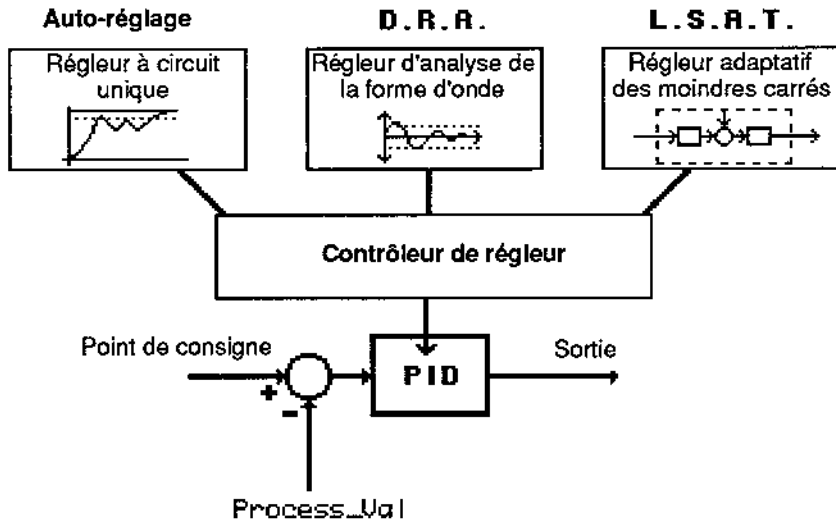 Auto-réglage
D.R.A.
L.S.A.T.
Régleur à circuit
unique
Régleur d'analyse de
la forme d'onde
Régleur adaptatif
des moindres carrés
Contrôleur de régleur
Point de consigne
PID
Sortie
+
-
Process_Val